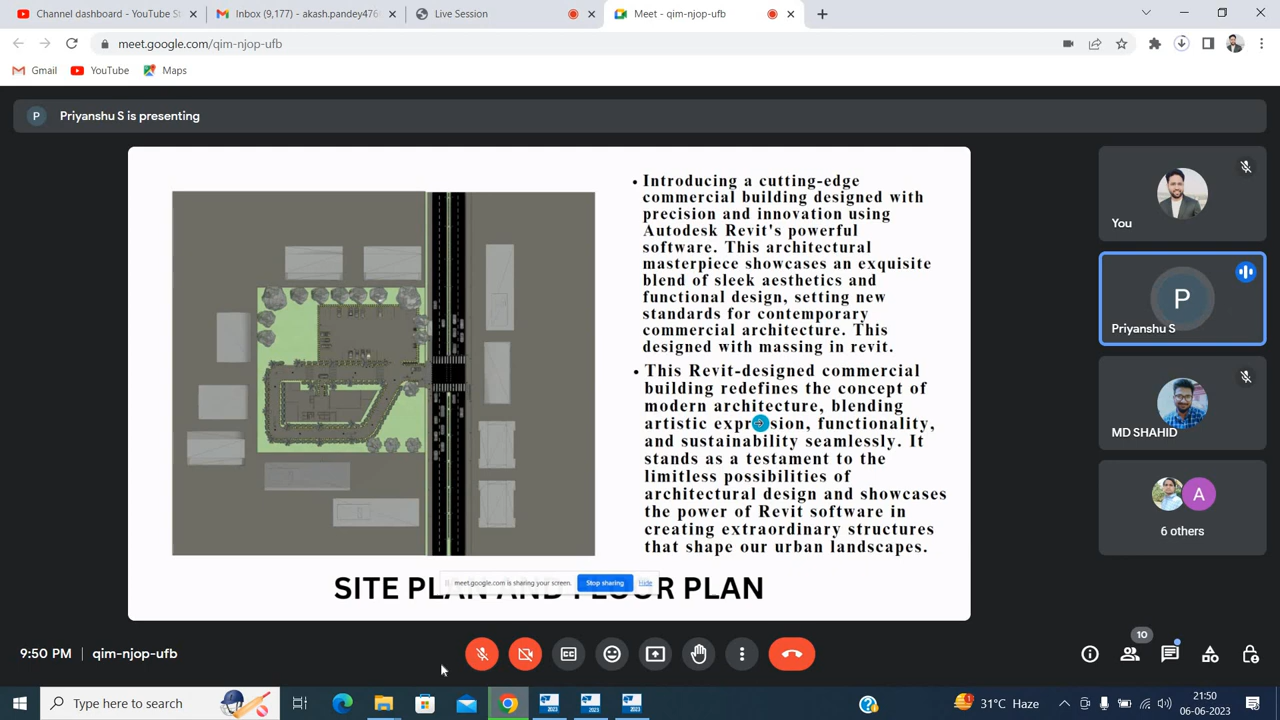 Channel dashboard - YouTube St
Inbox (9,177) - akash.pandey476
Live Session
Meet - qim-njop-ufb
meet.google.com/qim-njop-ufb
Gmail
YouTube
Maps
P
Priyanshu S is presenting
• Introducing a cutting-edge
commercial building designed with
precision and innovation using
Autodesk Revit's powerful
software. This architectural
masterpiece showcases an exquisite
blend of sleek aesthetics and
functional design, setting new
standards for contemporary
commercial architecture. This
designed with massing in revit.
• This Revit-designed commercial
building redefines the concept of
modern architecture, blending
artistic expression, functionality,
and sustainability seamlessly. It
stands as a testament to the
limitless possibilities of
architectural design and showcases
the power of Revit software in
creating extraordinary structures
that shape our urban landscapes.
meet.google.com is sharing your screen.
Stop sharing
Hide
SITE PLAN AND FLOOR PLAN
You
P
Priyanshu S
MD SHAHID
A
6 others
9:50 PM
qim-njop-ufb
10
Type here to search
2023
2023
2023
31°C Haze
21:50
06-06-2023